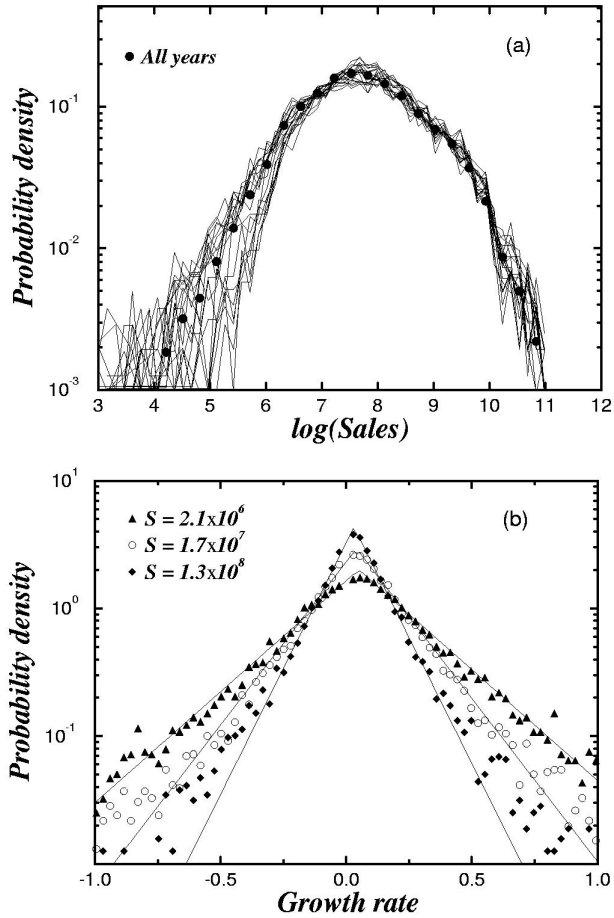 (a)
● All years
Probability density
10⁻¹
10⁻²
10⁻³
3 4 5 6 7 8 9 10 11 12
log(Sales)
(b)
▲ S = 2.1x10⁶
○ S = 1.7x10⁷
◆ S = 1.3x10⁸
Probability density
10¹
10⁰
10⁻¹
-1.0 -0.5 0.0 0.5 1.0
Growth rate